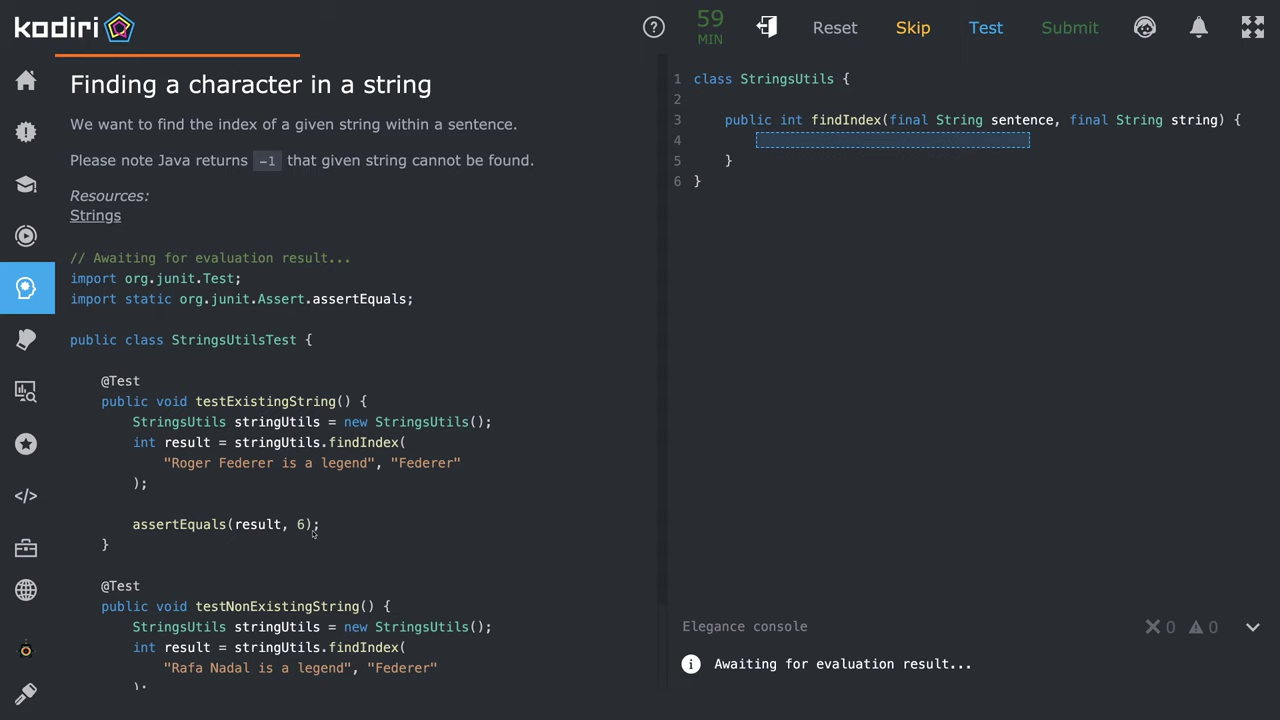 kodiri
59
MIN
Reset
Skip
Test
Submit
Finding a character in a string
We want to find the index of a given string within a sentence.
Please note Java returns -1 that given string cannot be found.
Resources:
Strings
// Awaiting for evaluation result...
import org.junit.Test;
import static org.junit.Assert.assertEquals;
public class StringsUtilsTest {
@Test
public void testExistingString() {
StringsUtils stringUtils = new StringsUtils();
int result = stringUtils.findIndex(
"Roger Federer is a legend", "Federer"
);
assertEquals(result, 6);
}
@Test
public void testNonExistingString() {
StringsUtils stringUtils = new StringsUtils();
int result = stringUtils.findIndex(
"Rafa Nadal is a legend", "Federer"
);
1 class StringsUtils {
2
3 public int findIndex(final String sentence, final String string) {
4
5 }
6 }
Elegance console
0
0
Awaiting for evaluation result...